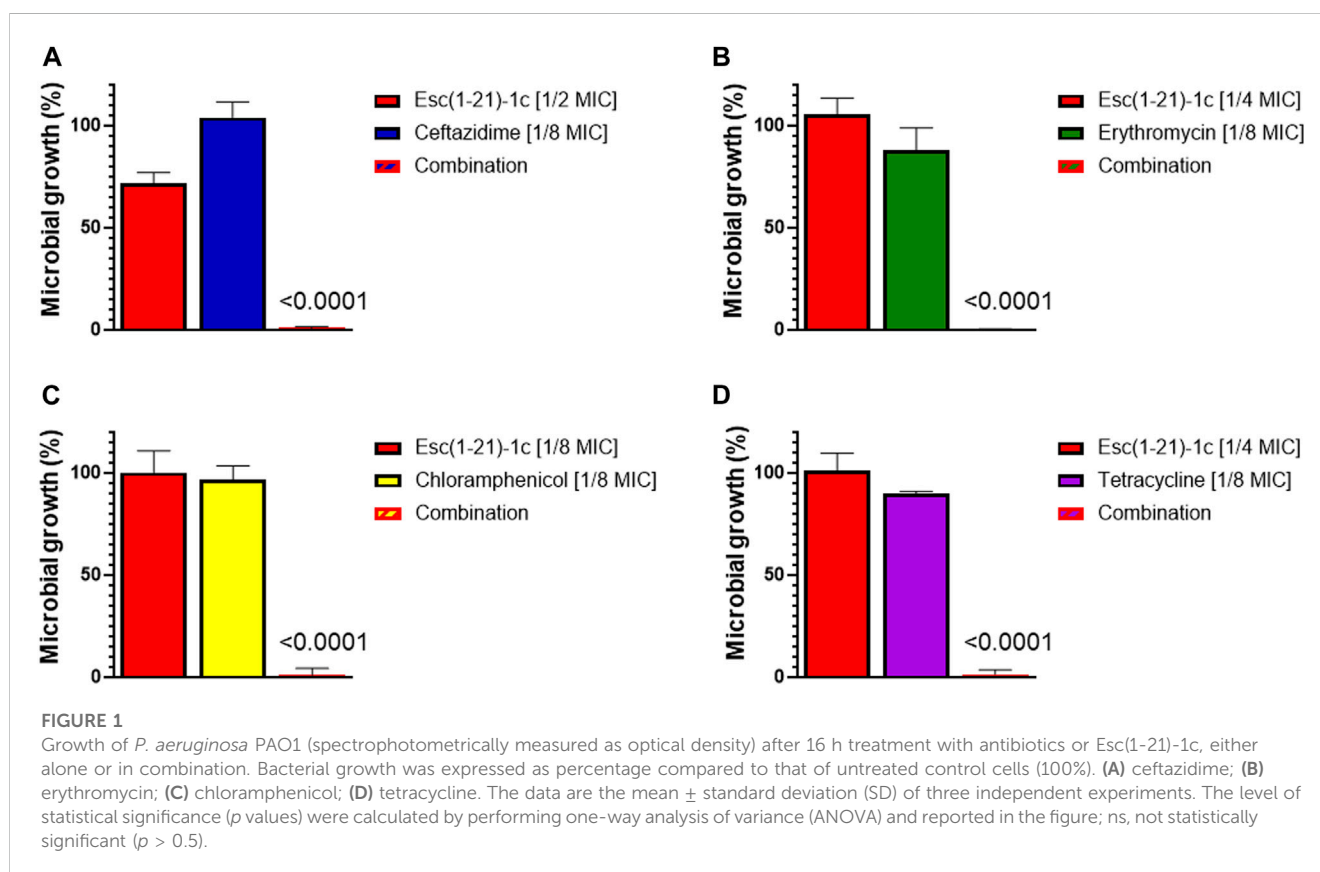 A
Microbial growth (%)
100
50
0
<0.0001
Esc(1-21)-1c [1/2 MIC]
Ceftazidime [1/8 MIC]
Combination
B
Microbial growth (%)
100
50
0
<0.0001
Esc(1-21)-1c [1/4 MIC]
Erythromycin [1/8 MIC]
Combination
C
Microbial growth (%)
100
50
0
<0.0001
Esc(1-21)-1c [1/8 MIC]
Chloramphenicol [1/8 MIC]
Combination
D
Microbial growth (%)
100
50
0
<0.0001
Esc(1-21)-1c [1/4 MIC]
Tetracycline [1/8 MIC]
Combination
FIGURE 1
Growth of P. aeruginosa PAO1 (spectrophotometrically measured as optical density) after 16 h treatment with antibiotics or Esc(1-21)-1c, either
alone or in combination. Bacterial growth was expressed as percentage compared to that of untreated control cells (100%). (A) ceftazidime; (B)
erythromycin; (C) chloramphenicol; (D) tetracycline. The data are the mean ± standard deviation (SD) of three independent experiments. The level of
statistical significance (p values) were calculated by performing one-way analysis of variance (ANOVA) and reported in the figure; ns, not statistically
significant (p > 0.5).